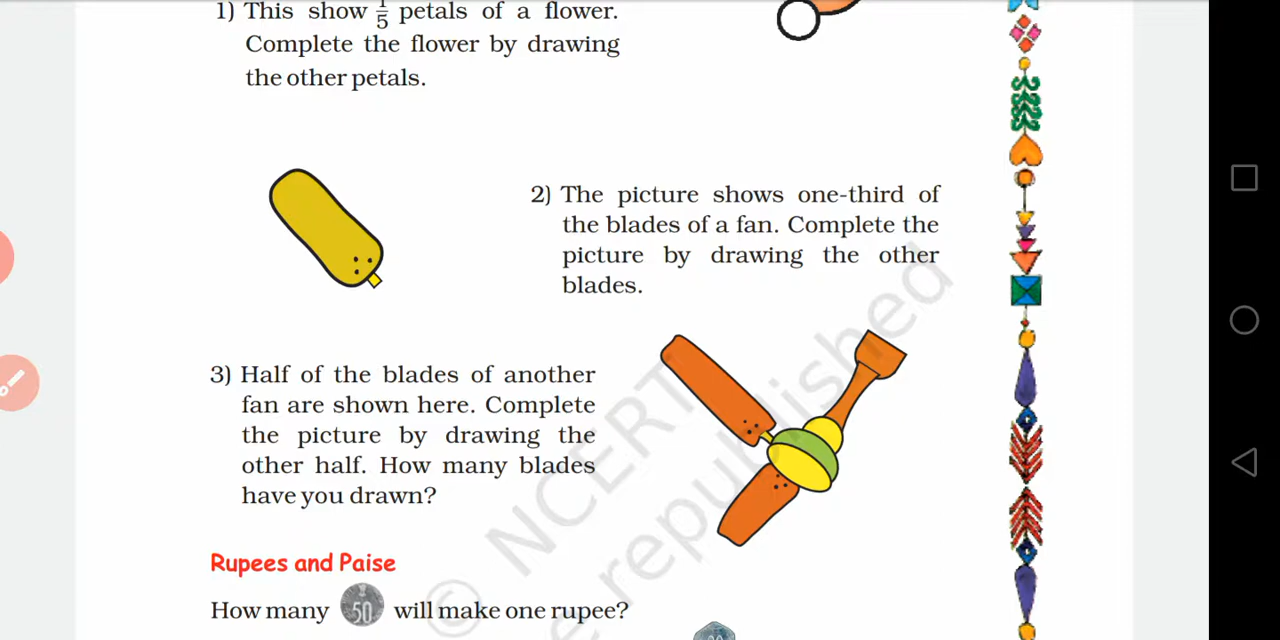 1) This show 1/5 petals of a flower.
Complete the flower by drawing
the other petals.
2) The picture shows one-third of
the blades of a fan. Complete the
picture by drawing the other
blades.
3) Half of the blades of another
fan are shown here. Complete
the picture by drawing the
other half. How many blades
have you drawn?
Rupees and Paise
How many 50 will make one rupee?
© NCERT
republished